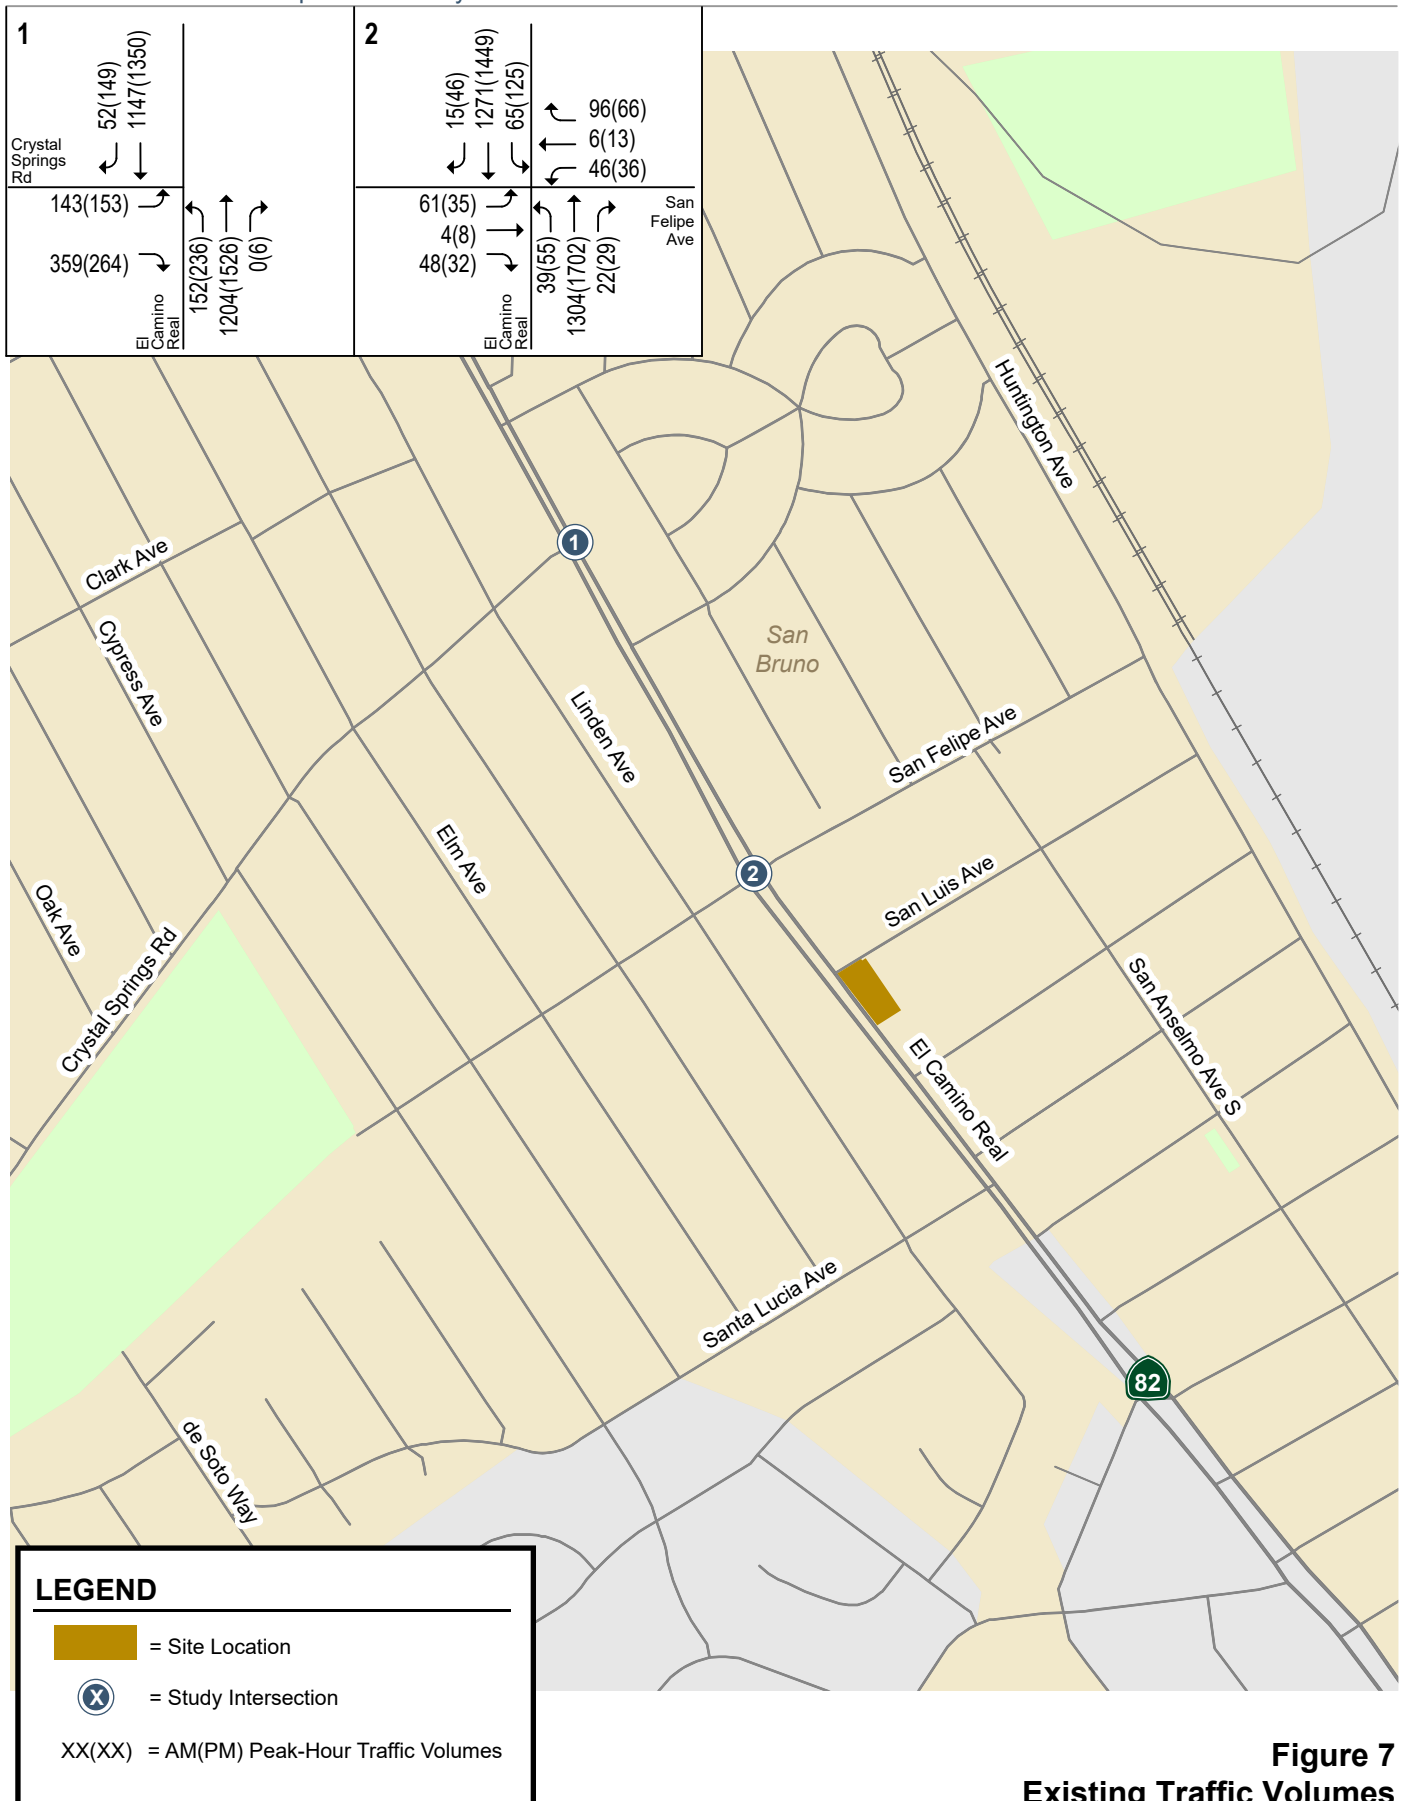 1
52(149)
1147(1350)
Crystal
Springs
Rd
143(153)
359(264)
152(236)
1204(1526)
0(6)
El
Camino
Real
2
15(46)
1271(1449)
65(125)
96(66)
6(13)
46(36)
61(35)
4(8)
48(32)
39(55)
1304(1702)
22(29)
San
Felipe
Ave
El
Camino
Real
Huntington Ave
1
Clark Ave
Cypress Ave
San
Bruno
Linden Ave
San Felipe Ave
Elm Ave
2
San Luis Ave
Oak Ave
Crystal Springs Rd
San Anselmo Ave S
El Camino Real
Santa Lucia Ave
82
de Soto Way
LEGEND
= Site Location
X = Study Intersection
XX(XX) = AM(PM) Peak-Hour Traffic Volumes
Figure 7
Existing Traffic Volumes